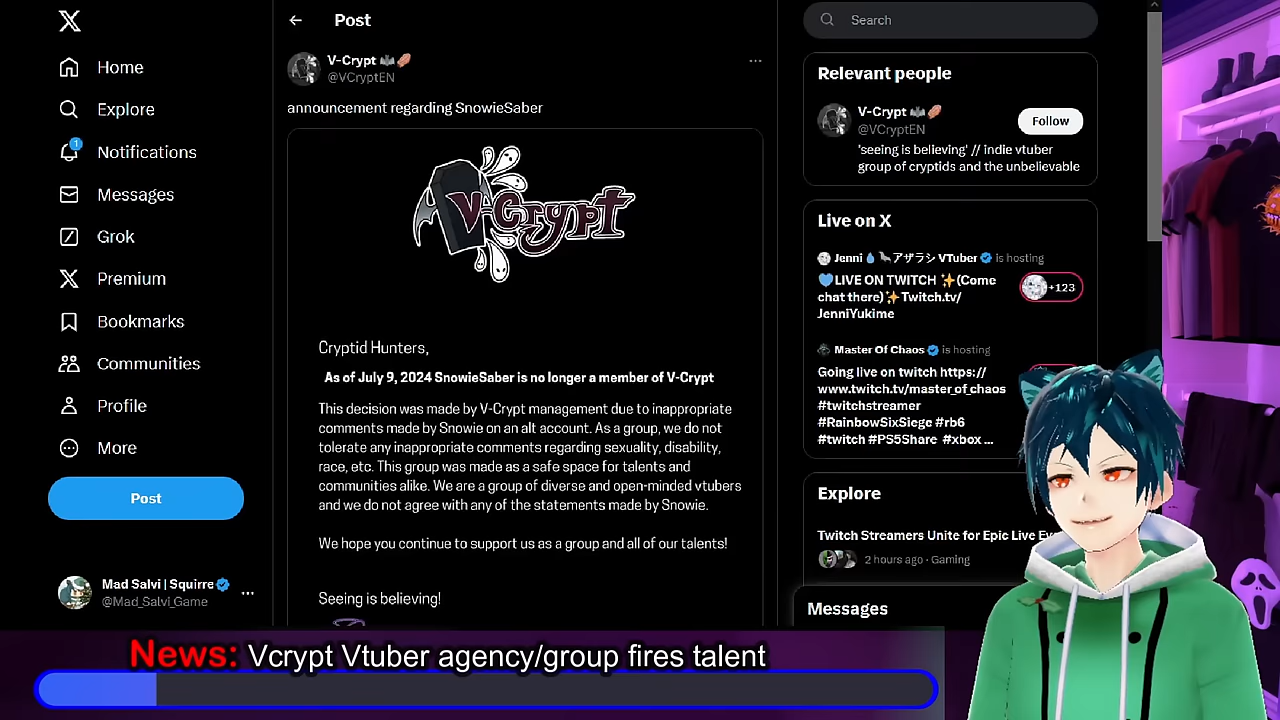 Home
Explore
1
Notifications
Messages
Grok
Premium
Bookmarks
Communities
Profile
More
Post
Mad Salvi | Squirre
@Mad_Salvi_Game
Post
V-Crypt
@VCryptEN
announcement regarding SnowieSaber
V-Crypt
Cryptid Hunters,
As of July 9, 2024 SnowieSaber is no longer a member of V-Crypt
This decision was made by V-Crypt management due to inappropriate
comments made by Snowie on an alt account. As a group, we do not
tolerate any inappropriate comments regarding sexuality, disability,
race, etc. This group was made as a safe space for talents and
communities alike. We are a group of diverse and open-minded vtubers
and we do not agree with any of the statements made by Snowie.
We hope you continue to support us as a group and all of our talents!
Seeing is believing!
Search
Relevant people
V-Crypt
@VCryptEN
Follow
'seeing is believing' // indie vtuber
group of cryptids and the unbelievable
Live on X
Jenni💧🦭アザラシ VTuber is hosting
💙LIVE ON TWITCH ✨(Come
chat there)✨Twitch.tv/
JenniYukime
+123
Master Of Chaos is hosting
Going live on twitch https://
www.twitch.tv/master_of_chaos
#twitchstreamer
#RainbowSixSiege #rb6
#twitch #PS5Share #xbox ...
Explore
Twitch Streamers Unite for Epic Live Ev
2 hours ago · Gaming
Messages
News: Vcrypt Vtuber agency/group fires talent